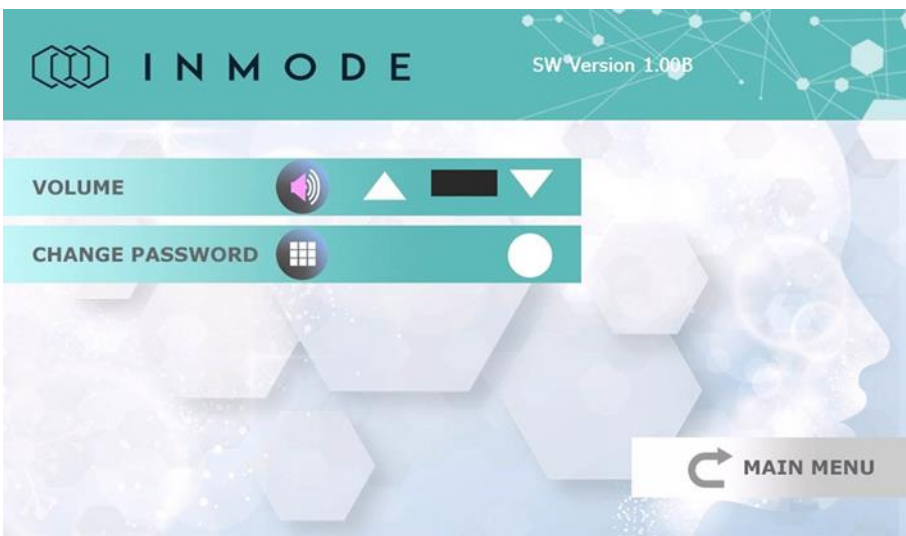 INMODE
SW Version 1.00B
VOLUME
CHANGE PASSWORD
MAIN MENU